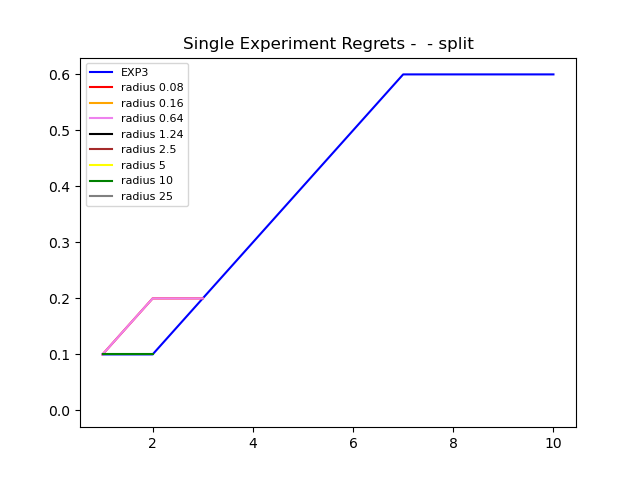 Single Experiment Regrets -  - split
EXP3
radius 0.08
radius 0.16
radius 0.64
radius 1.24
radius 2.5
radius 5
radius 10
radius 25
0.6
0.5
0.4
0.3
0.2
0.1
0.0
2
4
6
8
10